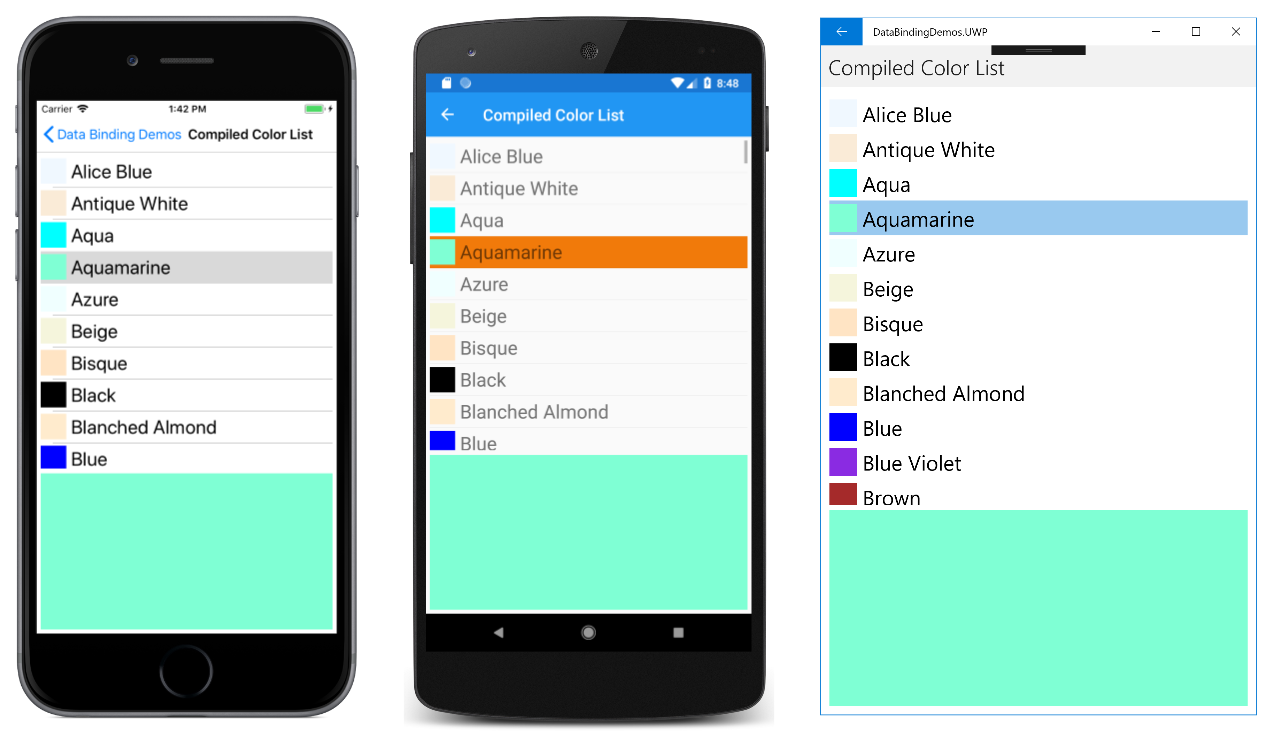 Carrier 1:42 PM
Data Binding Demos Compiled Color List
Alice Blue
Antique White
Aqua
Aquamarine
Azure
Beige
Bisque
Black
Blanched Almond
Blue
8:48
Compiled Color List
Alice Blue
Antique White
Aqua
Aquamarine
Azure
Beige
Bisque
Black
Blanched Almond
Blue
DataBindingDemos.UWP
Compiled Color List
Alice Blue
Antique White
Aqua
Aquamarine
Azure
Beige
Bisque
Black
Blanched Almond
Blue
Blue Violet
Brown